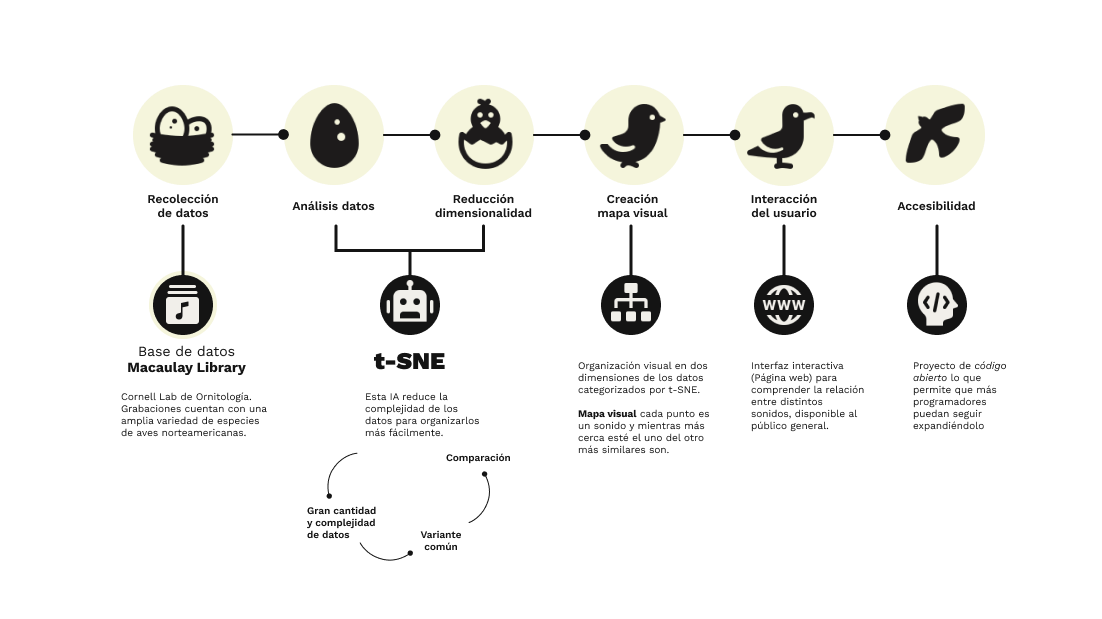 Recolección
de datos
Análisis datos
Reducción
dimensionalidad
Creación
mapa visual
Interacción
del usuario
Accesibilidad
WWW
Base de datos
Macaulay Library
Cornell Lab de Ornitología.
Grabaciones cuentan con una
amplia variedad de especies
de aves norteamericanas.
t-SNE
Esta IA reduce la
complejidad de los
datos para organizarlos
más fácilmente.
Comparación
Gran cantidad
y complejidad
de datos
Variante
común
Organización visual en dos
dimensiones de los datos
categorizados por t-SNE.
Mapa visual cada punto es
un sonido y mientras más
cerca esté el uno del otro
más similares son.
Interfaz interactiva
(Página web) para
comprender la relación
entre distintos
sonidos, disponible al
público general.
Proyecto de código
abierto lo que
permite que más
programadores
puedan seguir
expandiéndolo